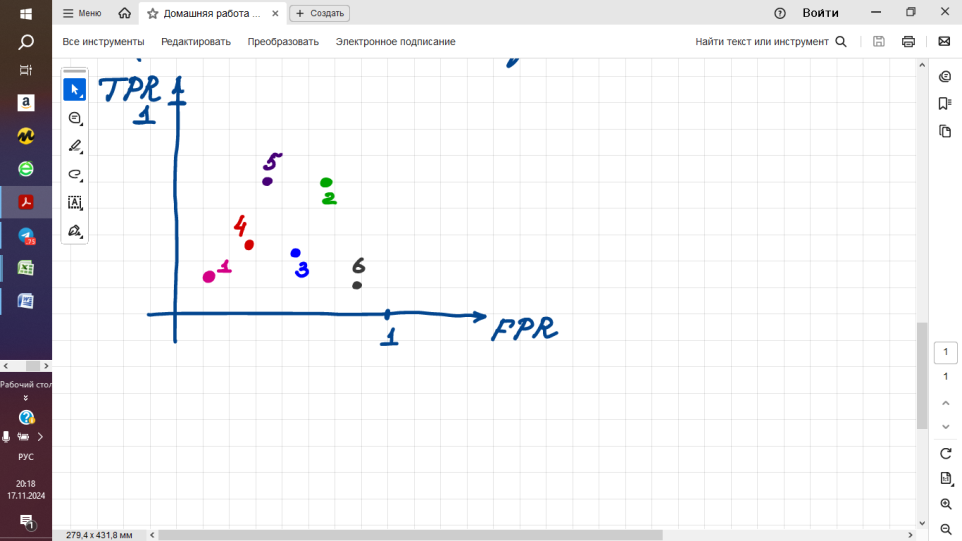 Меню
Домашняя работа ...
Создать
Войти
Все инструменты
Редактировать
Преобразовать
Электронное подписание
Найти текст или инструмент
TPR
1
5
2
4
1
3
6
1
FPR
1
1
Рабочий стол
РУС
20:18
17.11.2024
279,4 x 431,8 мм